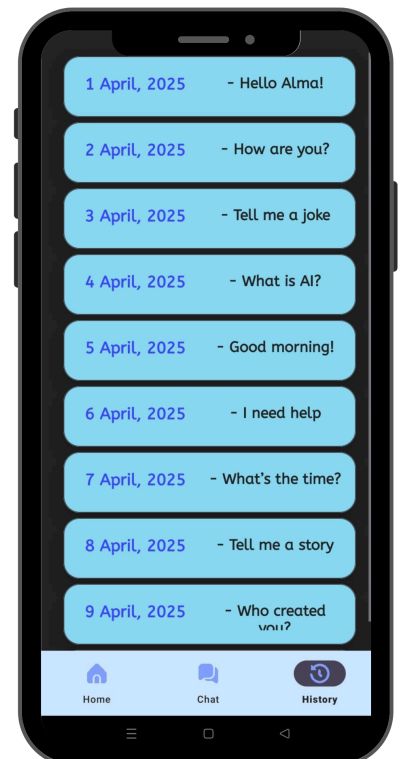 1 April, 2025 - Hello Alma!
2 April, 2025 - How are you?
3 April, 2025 - Tell me a joke
4 April, 2025 - What is AI?
5 April, 2025 - Good morning!
6 April, 2025 - I need help
7 April, 2025 - What's the time?
8 April, 2025 - Tell me a story
9 April, 2025 - Who created
you?
Home Chat History